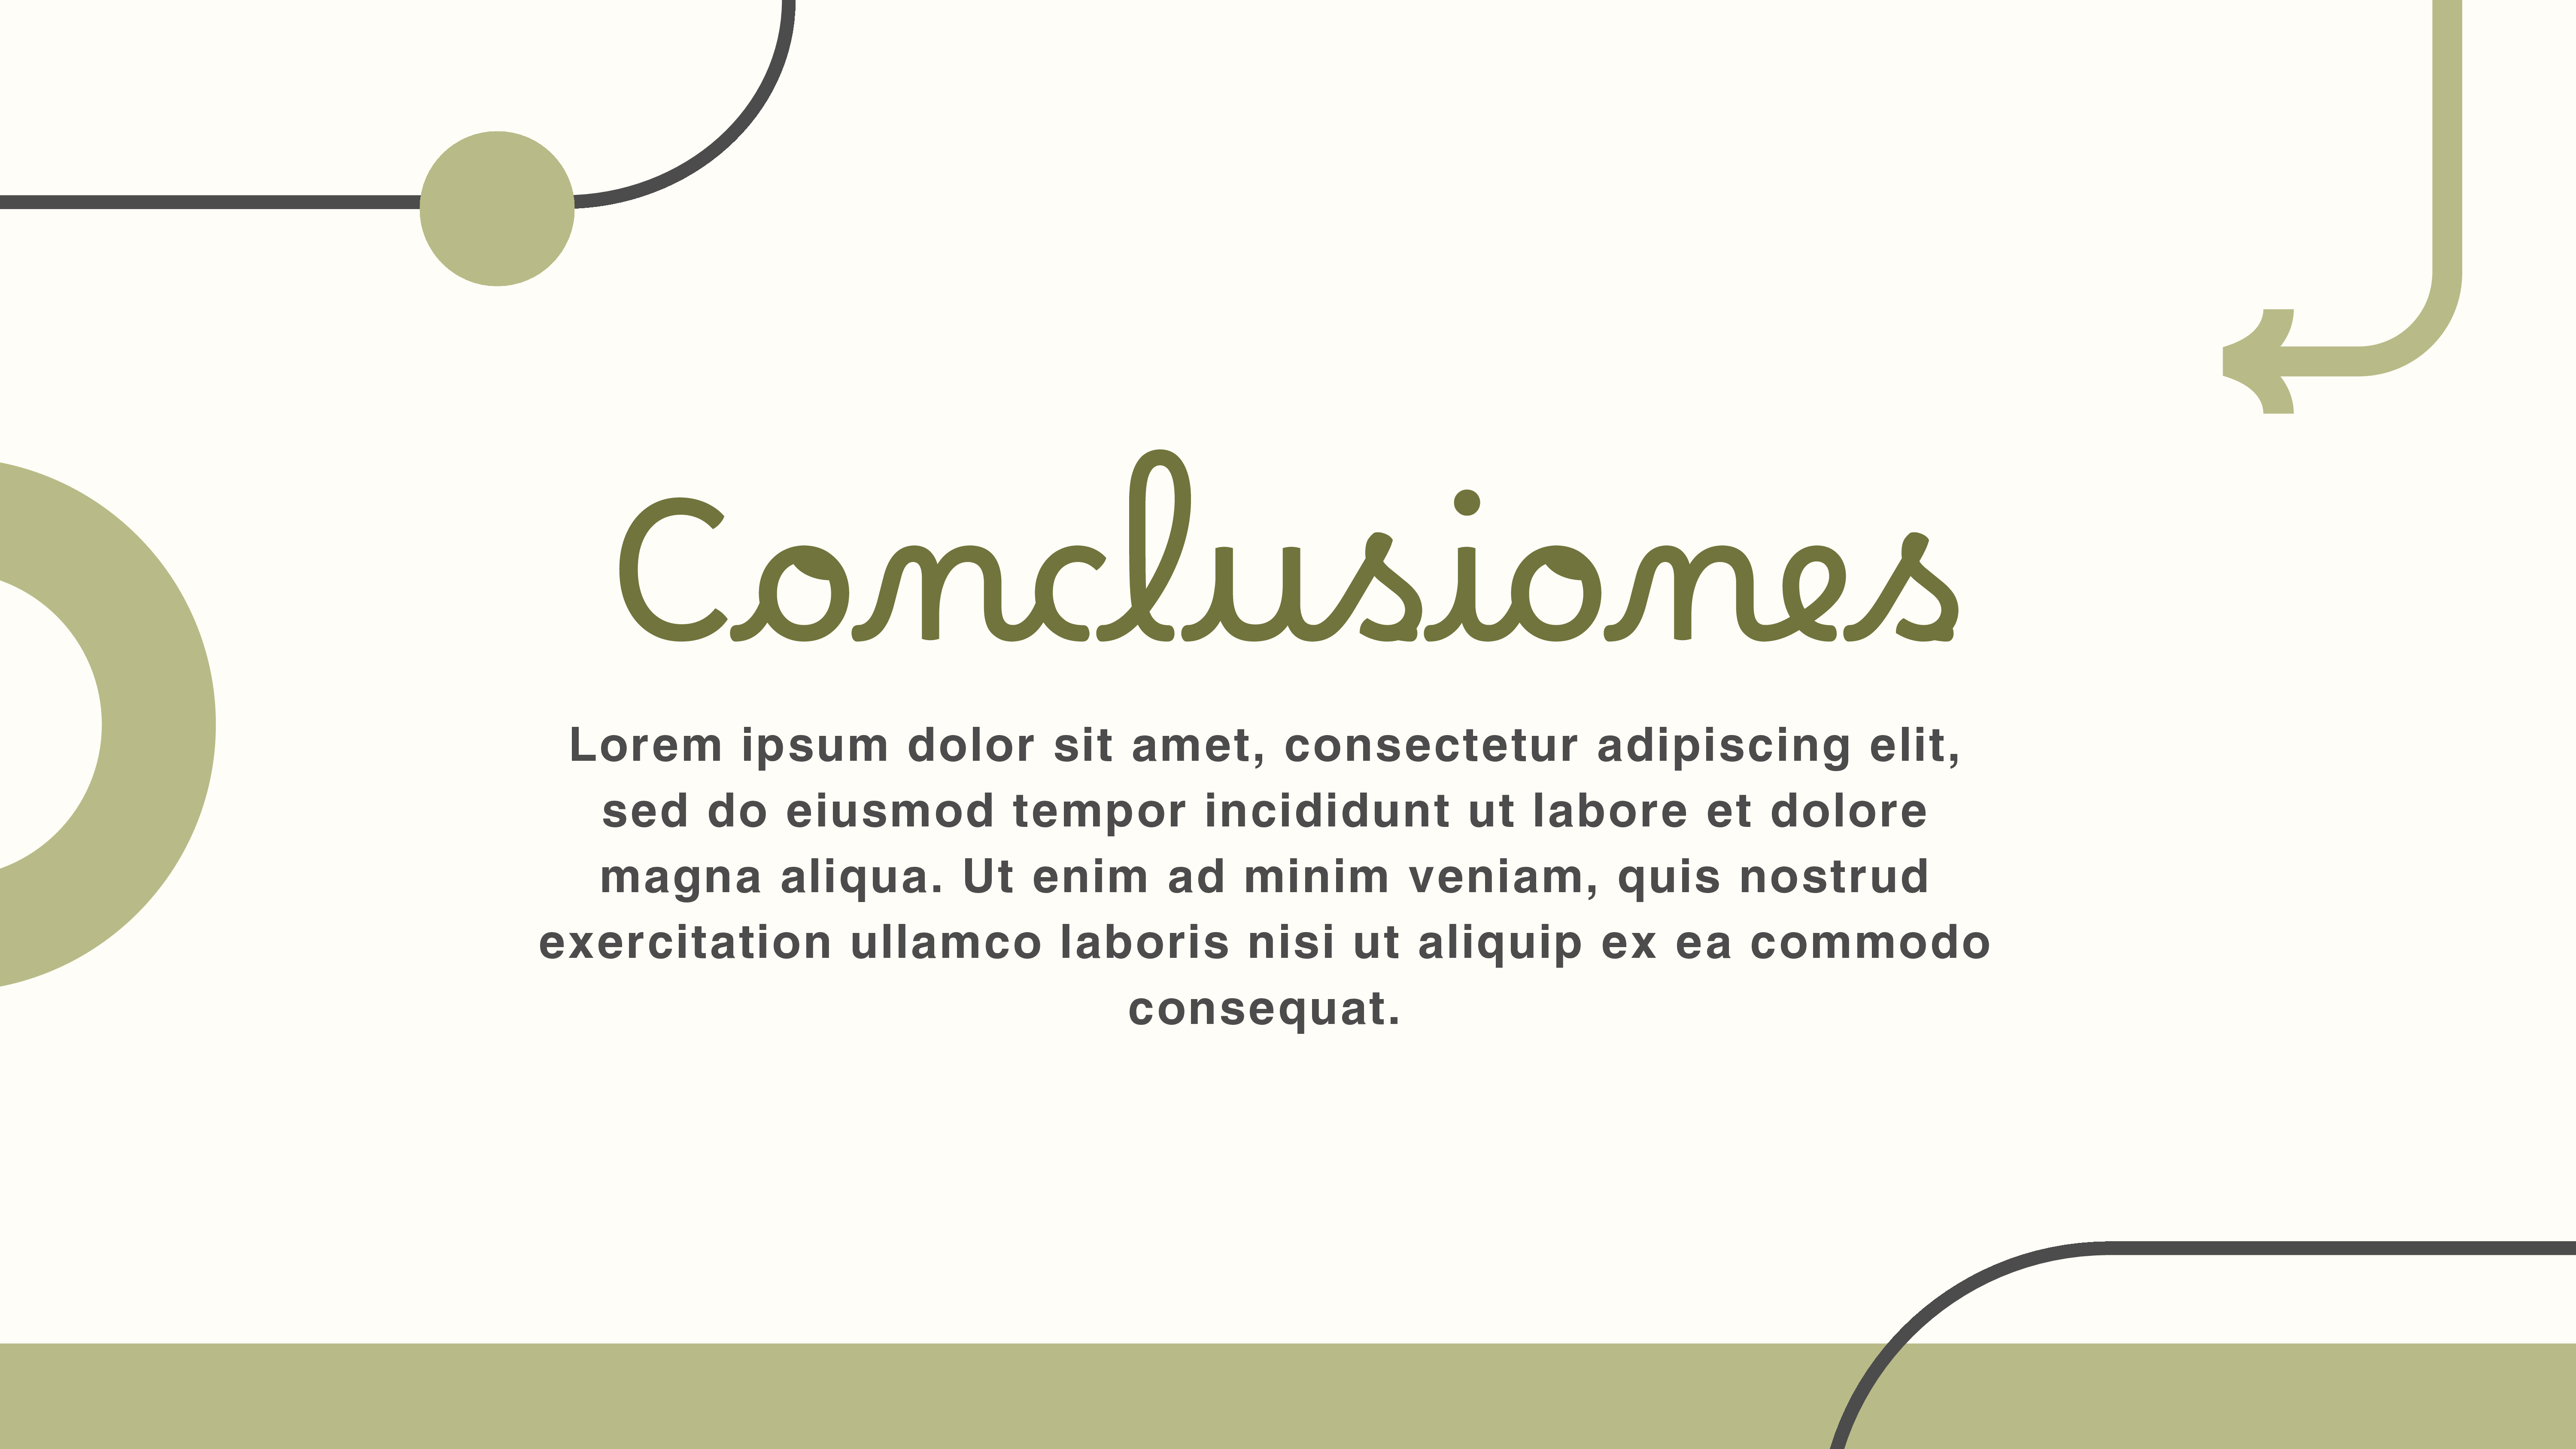 Conclusiones
Lorem ipsum dolor sit amet, consectetur adipiscing elit,
sed do eiusmod tempor incididunt ut labore et dolore
magna aliqua. Ut enim ad minim veniam, quis nostrud
exercitation ullamco laboris nisi ut aliquip ex ea commodo
consequat.